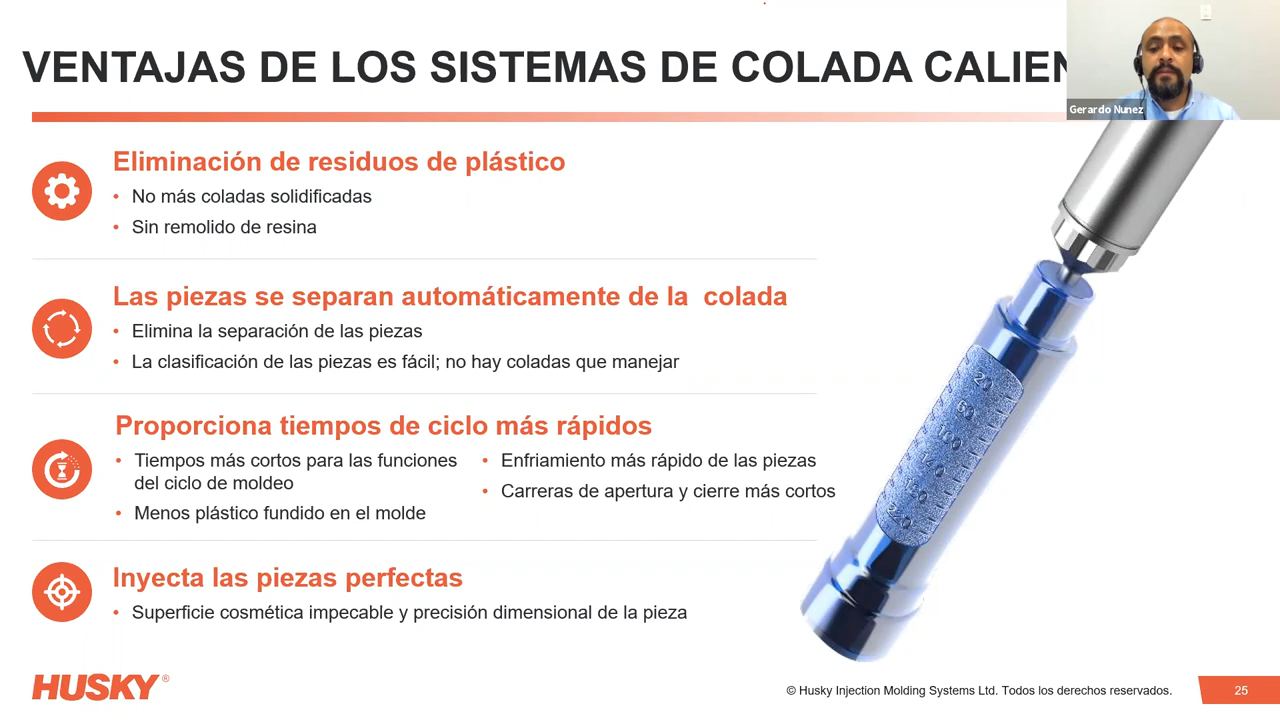 VENTAJAS DE LOS SISTEMAS DE COLADA CALIEN
Gerardo Nunez
Eliminación de residuos de plástico
• No más coladas solidificadas
• Sin remolido de resina
Las piezas se separan automáticamente de la  colada
• Elimina la separación de las piezas
• La clasificación de las piezas es fácil; no hay coladas que manejar
Proporciona tiempos de ciclo más rápidos
• Tiempos más cortos para las funciones
del ciclo de moldeo
• Menos plástico fundido en el molde
• Enfriamiento más rápido de las piezas
• Carreras de apertura y cierre más cortos
Inyecta las piezas perfectas
• Superficie cosmética impecable y precisión dimensional de la pieza
20
60
100
140
HUSKY®
© Husky Injection Molding Systems Ltd. Todos los derechos reservados.
25